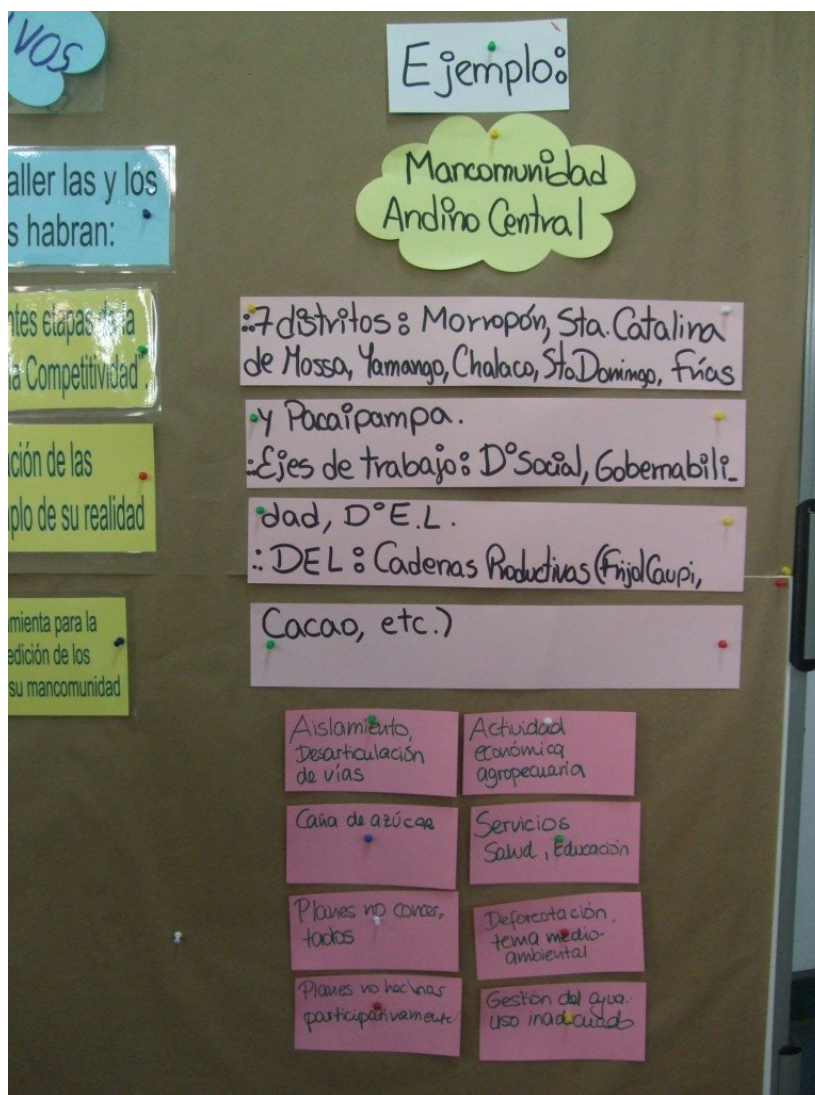 VOS
aller las y los
s habran:
ntes etapas de la
a Competitividad".
ción de las
plo de su realidad
mienta para la
edición de los
su mancomunidad
Ejemplo:
Mancomunidad
Andino Central
:.7 distritos: Morropón, Sta. Catalina
de Mossa, Yamango, Chalaco, Sto Domingo, Frías
y Pacaipampa.
:.Ejes de trabajo: D° Social, Gobernabili-
dad, D° E.L.
:. DEL: Cadenas Productivas (Frijol Caupi,
Cacao, etc.)
Aislamiento,
Desarticulación
de vías
Actividad
económica
agropecuaria
Caña de azúcar
Servicios
Salud, Educación
Planes no concer-
tados
Deforestación,
tema medio-
ambiental
Planes no hechas
participativamente
Gestión del agua.
uso inadecuado